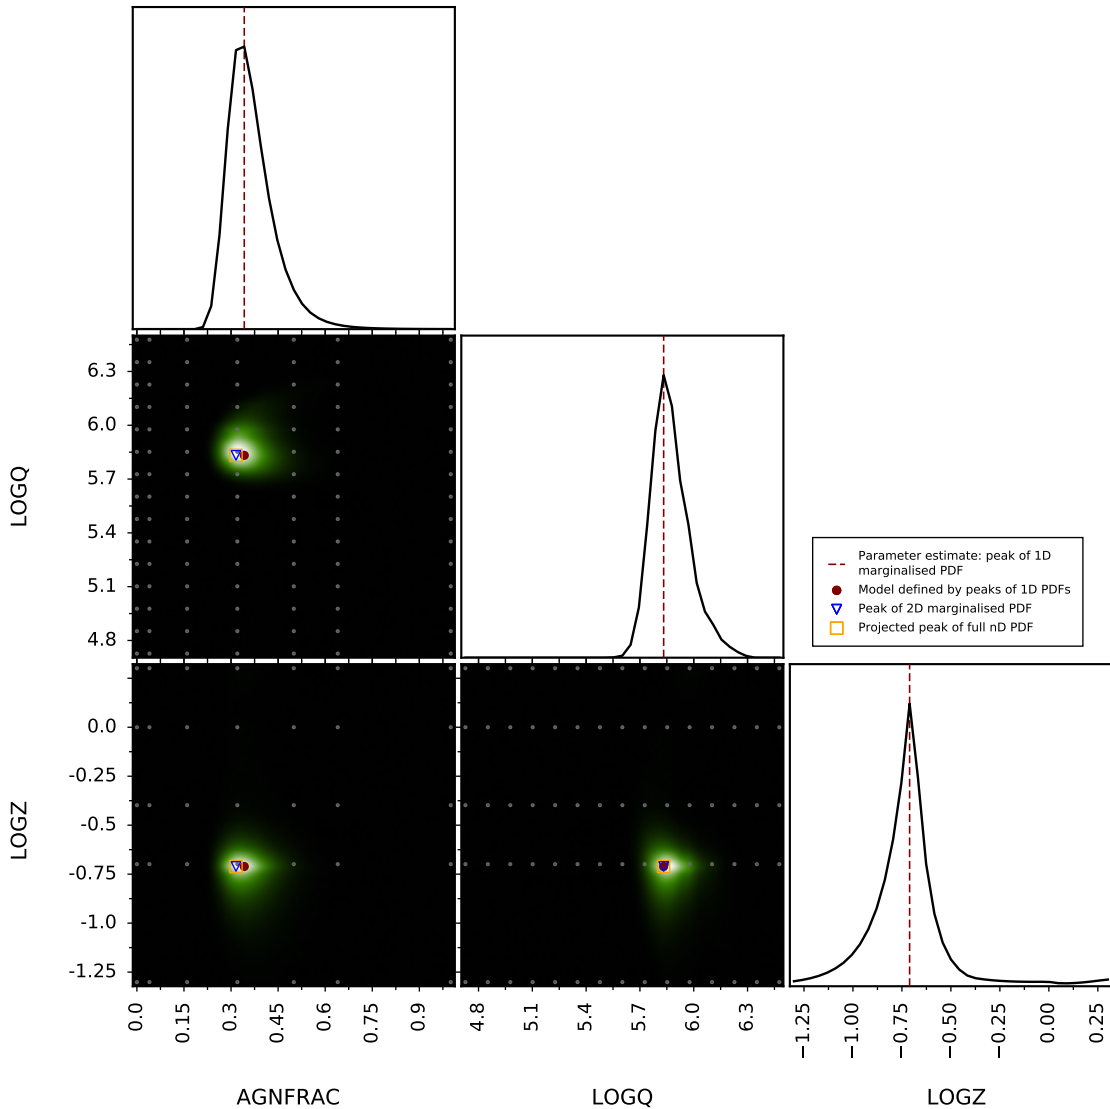 6.3
6.0
5.7
5.4
5.1
4.8
LOGQ
Parameter estimate: peak of 1D
marginalised PDF
Model defined by peaks of 1D PDFs
Peak of 2D marginalised PDF
Projected peak of full nD PDF
0.0
-0.25
-0.5
-0.75
-1.0
-1.25
LOGZ
0.0 0.15 0.3 0.45 0.6 0.75 0.9
4.8 5.1 5.4 5.7 6.0 6.3
−1.25 −1.00 −0.75 −0.50 −0.25 0.00 0.25
AGNFRAC LOGQ LOGZ